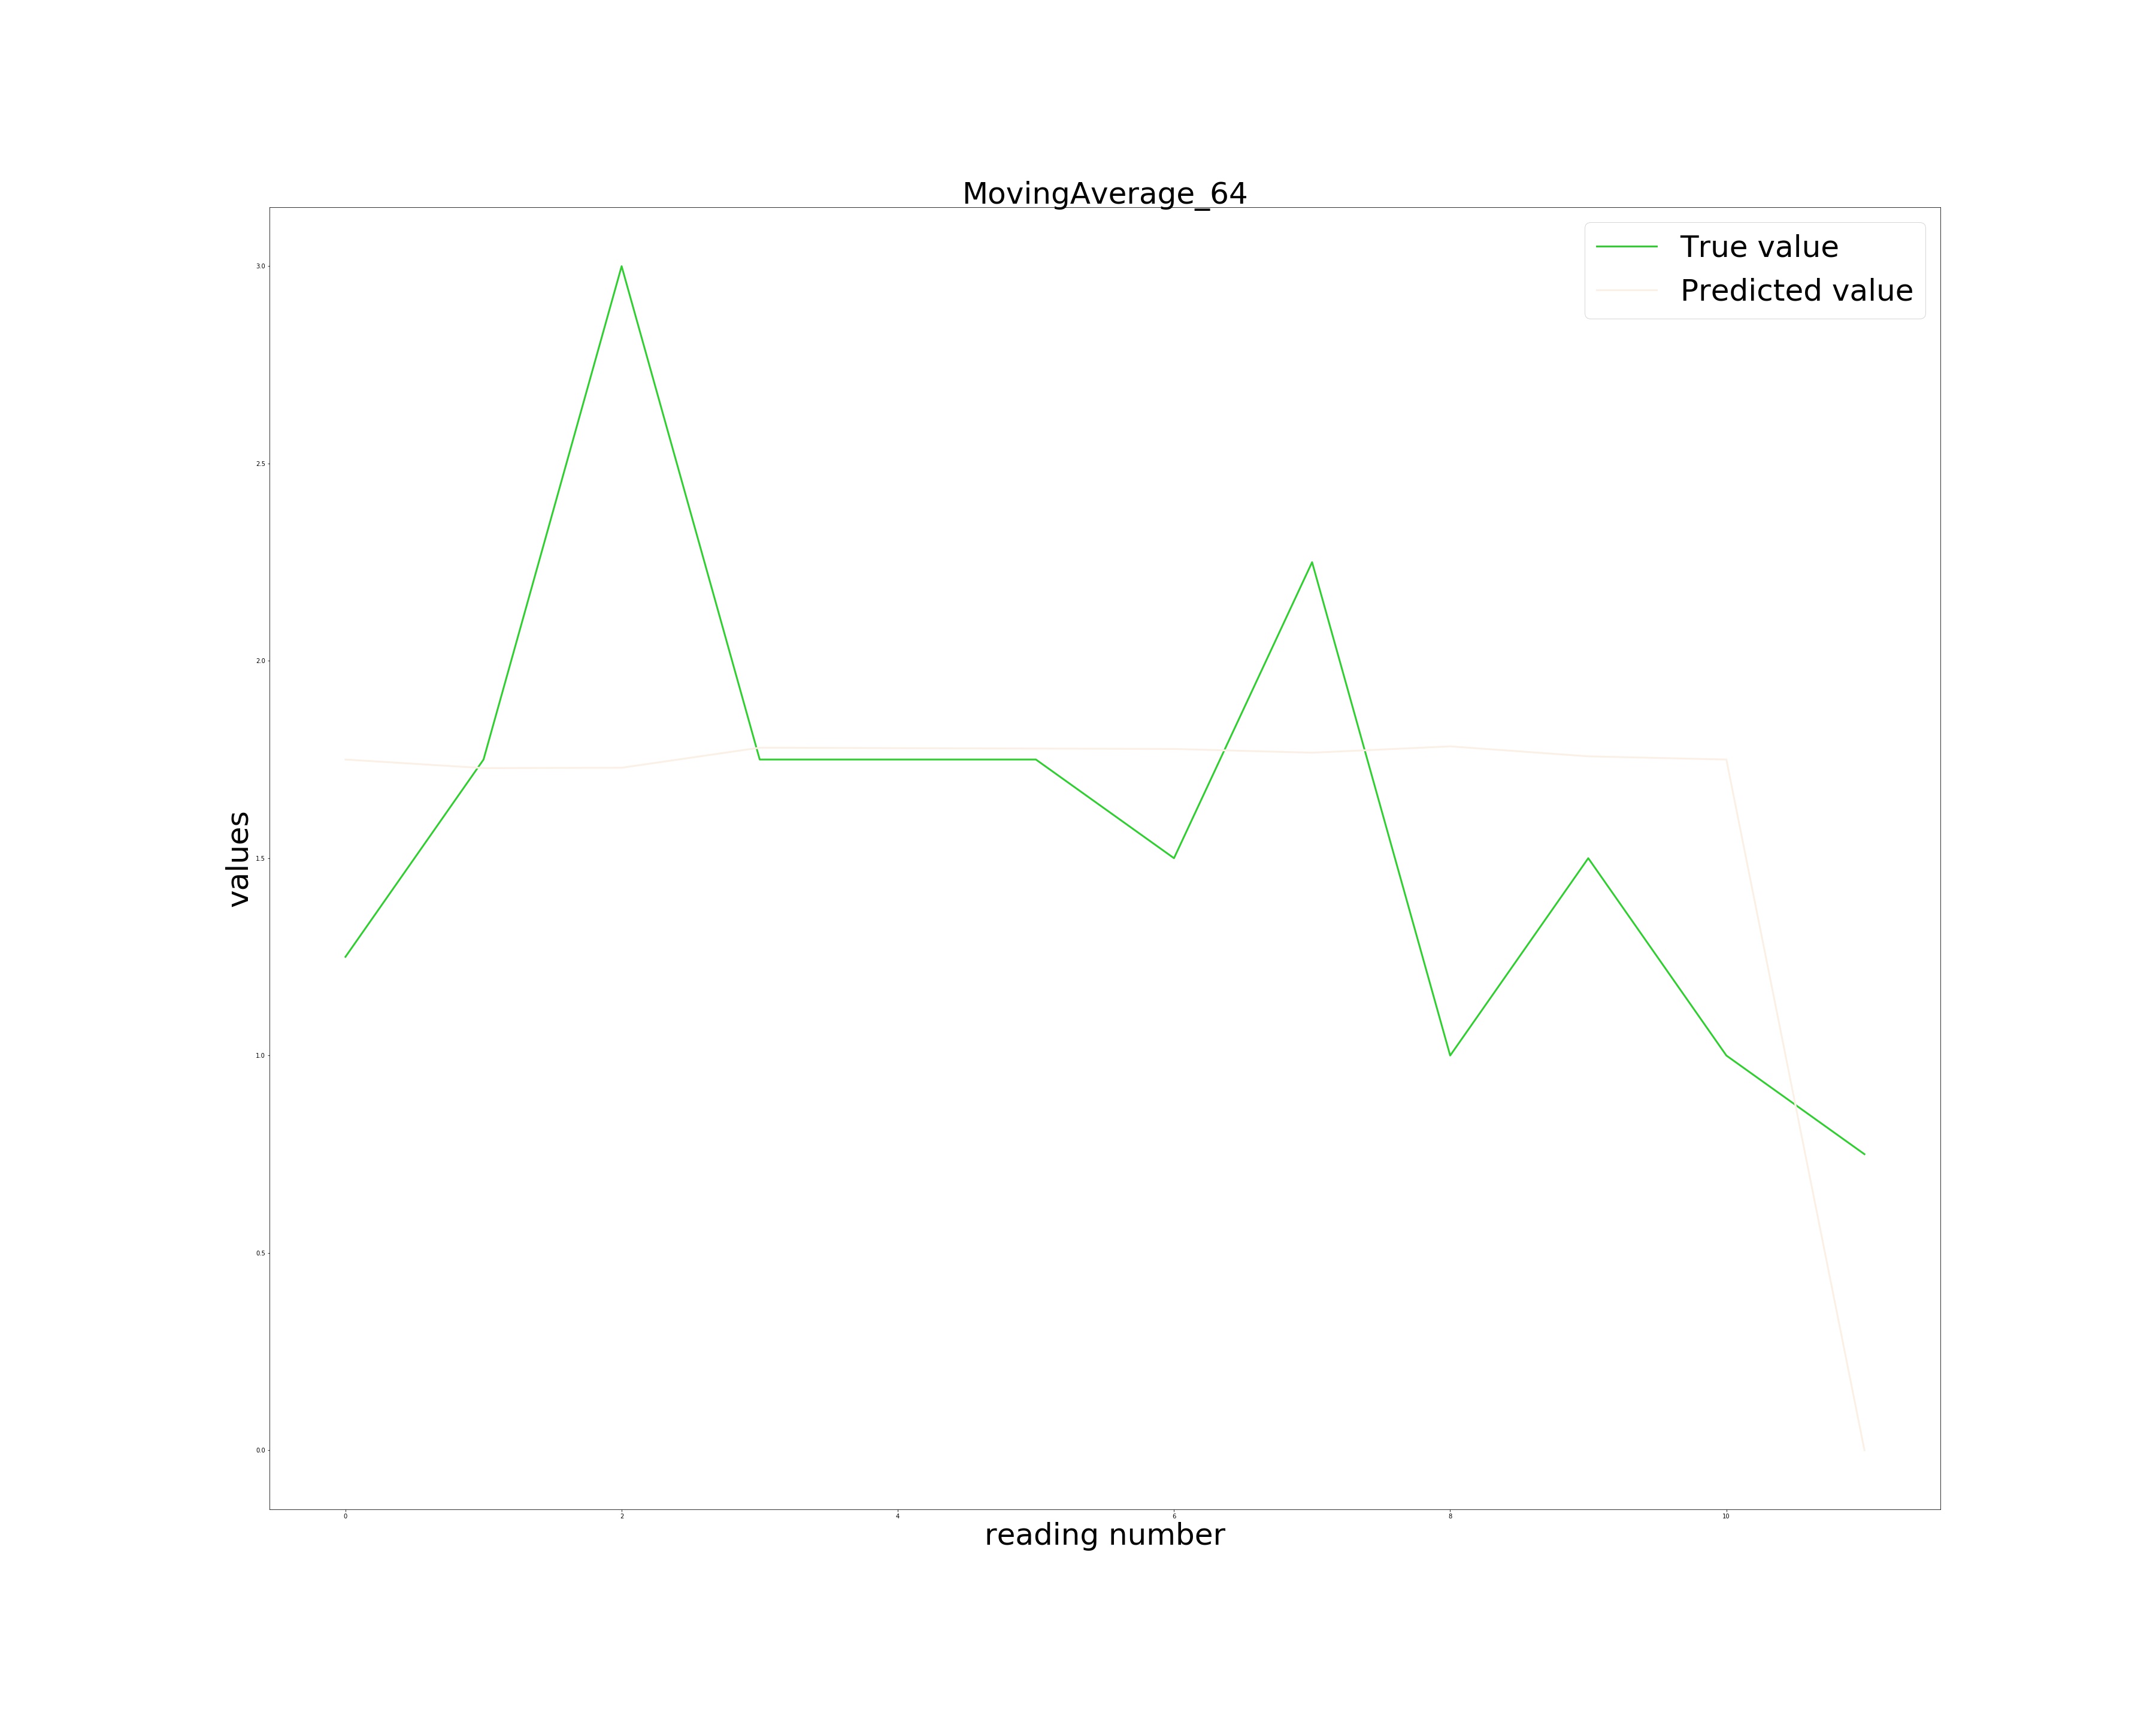 MovingAverage_64
True value
Predicted value
3.0
2.5
2.0
1.5
1.0
0.5
0.0
values
0 2 4 6 8 10
reading number